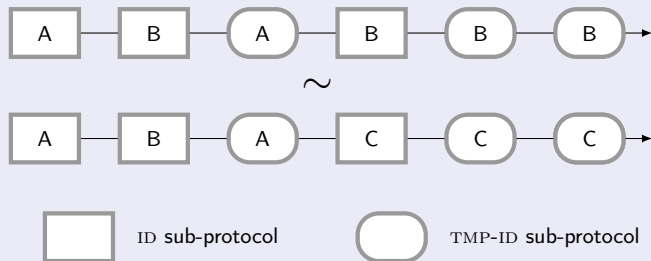 A B A B B B
∼
A B A C C C
ID sub-protocol TMP-ID sub-protocol